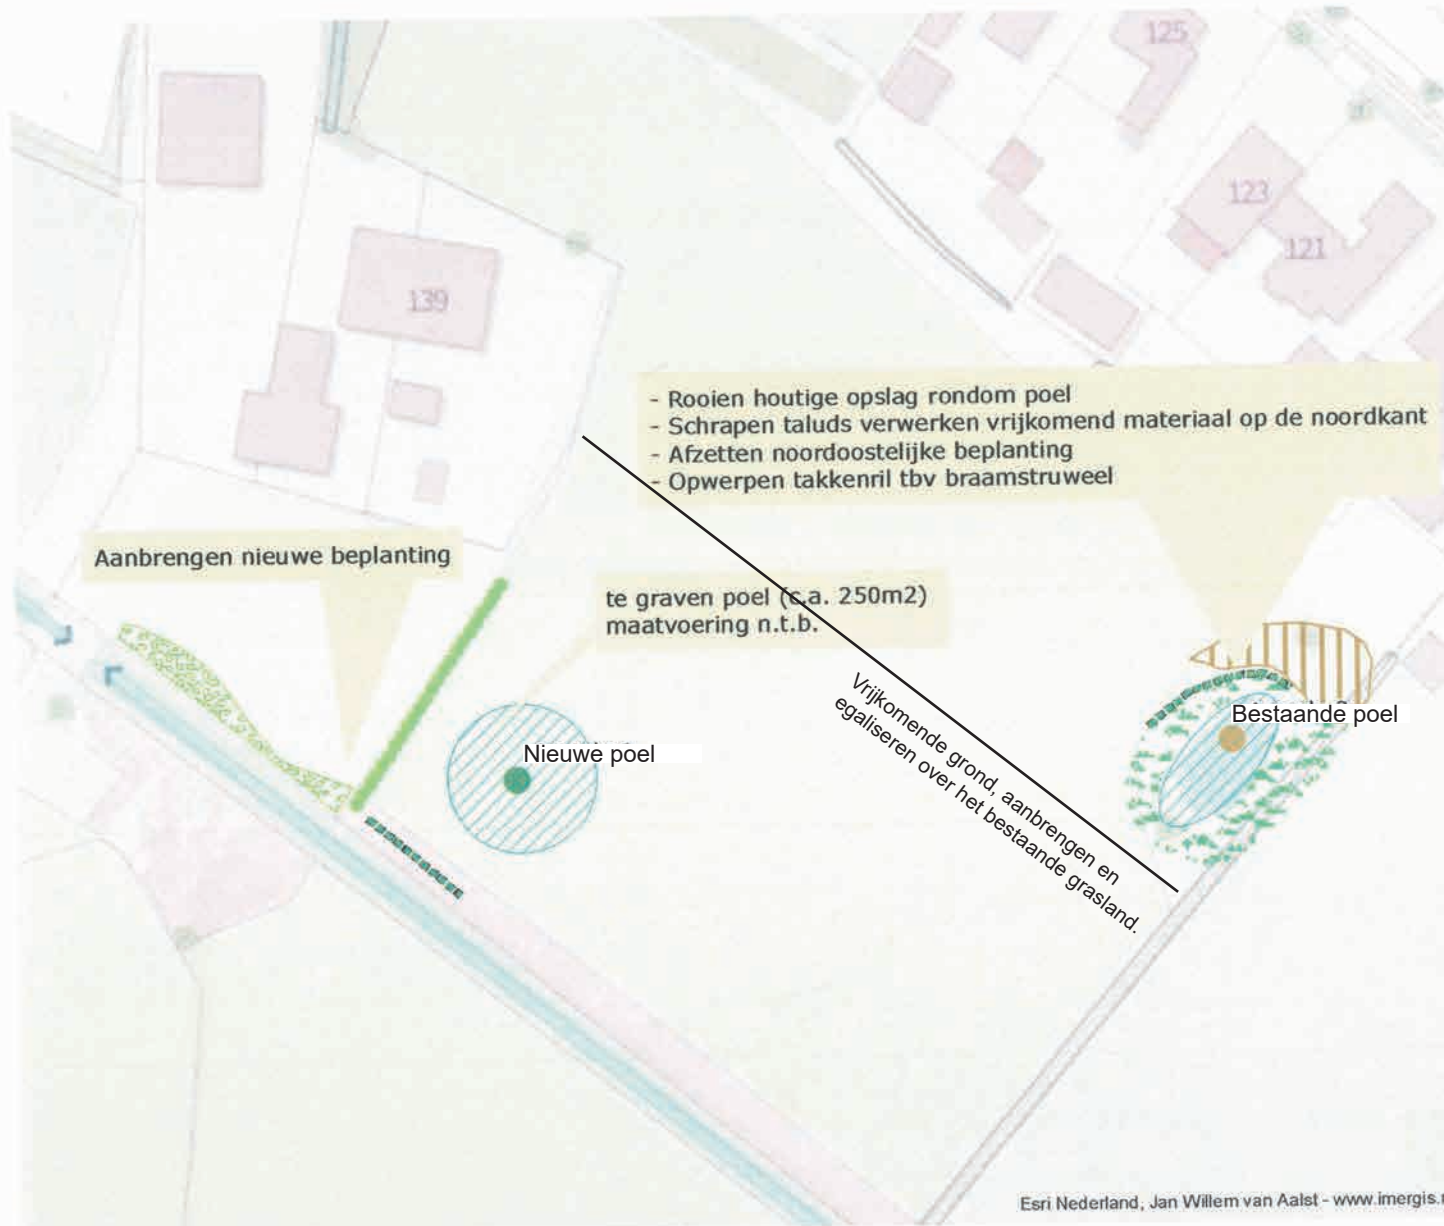 125
123
121
139
- Rooien houtige opslag rondom poel
- Schrapen taluds verwerken vrijkomend materiaal op de noordkant
- Afzetten noordoostelijke beplanting
- Opwerpen takkenril tbv braamstruweel
Aanbrengen nieuwe beplanting
te graven poel (c.a. 250m2)
maatvoering n.t.b.
Vrijkomende grond, aanbrengen en
egaliseren over het bestaande grasland.
Bestaande poel
Nieuwe poel
Esri Nederland, Jan Willem van Aalst - www.imergis.n